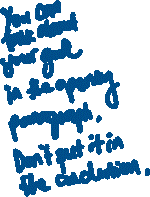 You can
talk about
your goal
in the opening
paragraph.
Don't put it in
the conclusion.